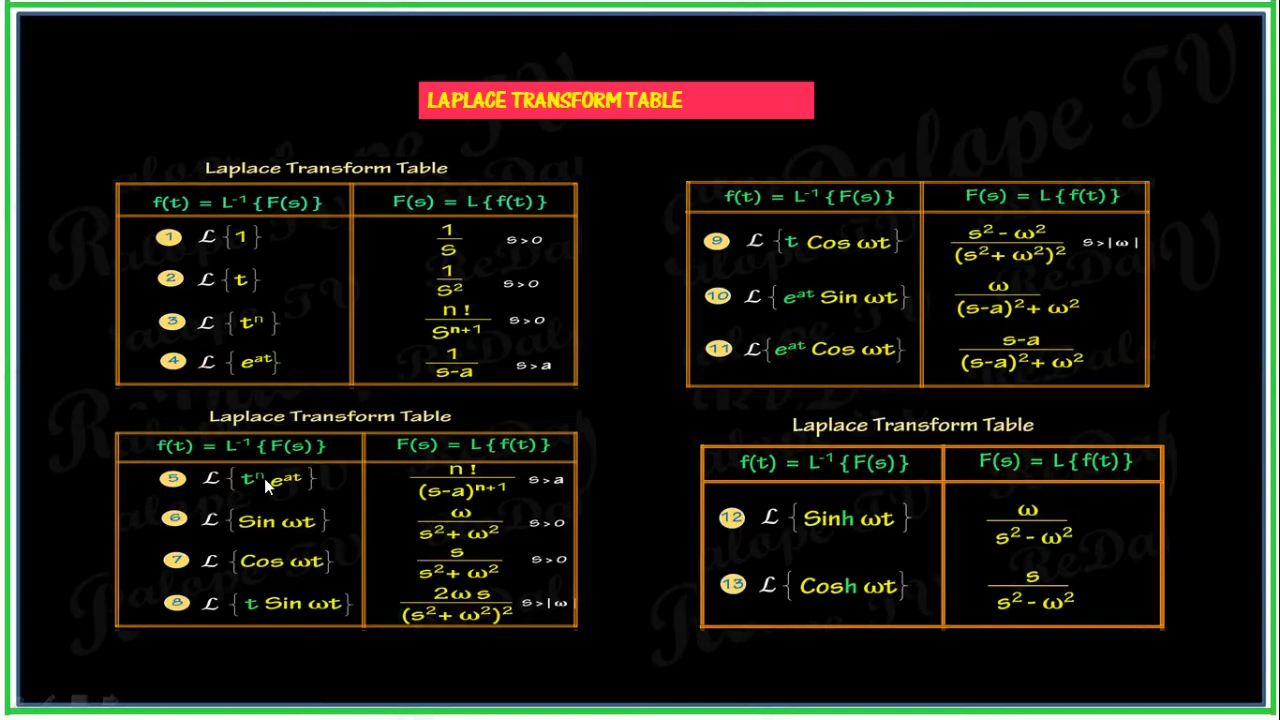 LAPLACE TRANSFORM TABLE
Laplace Transform Table
f(t) = L⁻¹ {F(s)} F(s) = L{f(t)}
1 ℒ {1} 1/s s>0
2 ℒ {t} 1/s² s>0
3 ℒ {tⁿ} n!/Sⁿ⁺¹ s>0
4 ℒ {eᵃᵗ} 1/s-a s>a
Laplace Transform Table
f(t) = L⁻¹ {F(s)} F(s) = L{f(t)}
5 ℒ {tⁿ eᵃᵗ} n!/(s-a)ⁿ⁺¹ s>a
6 ℒ {Sin ωt} ω/s²+ ω² s>0
7 ℒ {Cos ωt} s/s²+ ω² s>0
8 ℒ {t Sin ωt} 2ω s/(s²+ ω²)² s>|ω|
f(t) = L⁻¹ {F(s)} F(s) = L{f(t)}
9 ℒ {t Cos ωt} s² - ω²/(s²+ ω²)² s>|ω|
10 ℒ {eᵃᵗ Sin ωt} ω/(s-a)²+ ω²
11 ℒ{eᵃᵗ Cos ωt} s-a/(s-a)²+ ω²
Laplace Transform Table
f(t) = L⁻¹ {F(s)} F(s) = L{f(t)}
12 ℒ {Sinh ωt} ω/s² - ω²
13 ℒ {Cosh ωt} s/s² - ω²